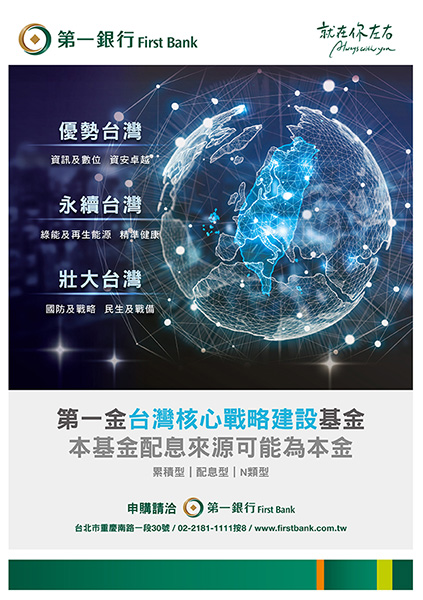 第一銀行 First Bank
就在你左右
Always with you
優勢台灣
資訊及數位 資安卓越
永續台灣
綠能及再生能源 精準健康
壯大台灣
國防及戰略 民生及戰備
第一金台灣核心戰略建設基金
本基金配息來源可能為本金
累積型｜配息型｜N類型
申購請洽 第一銀行 First Bank
台北市重慶南路一段30號 / 02-2181-1111按8 / www.firstbank.com.tw